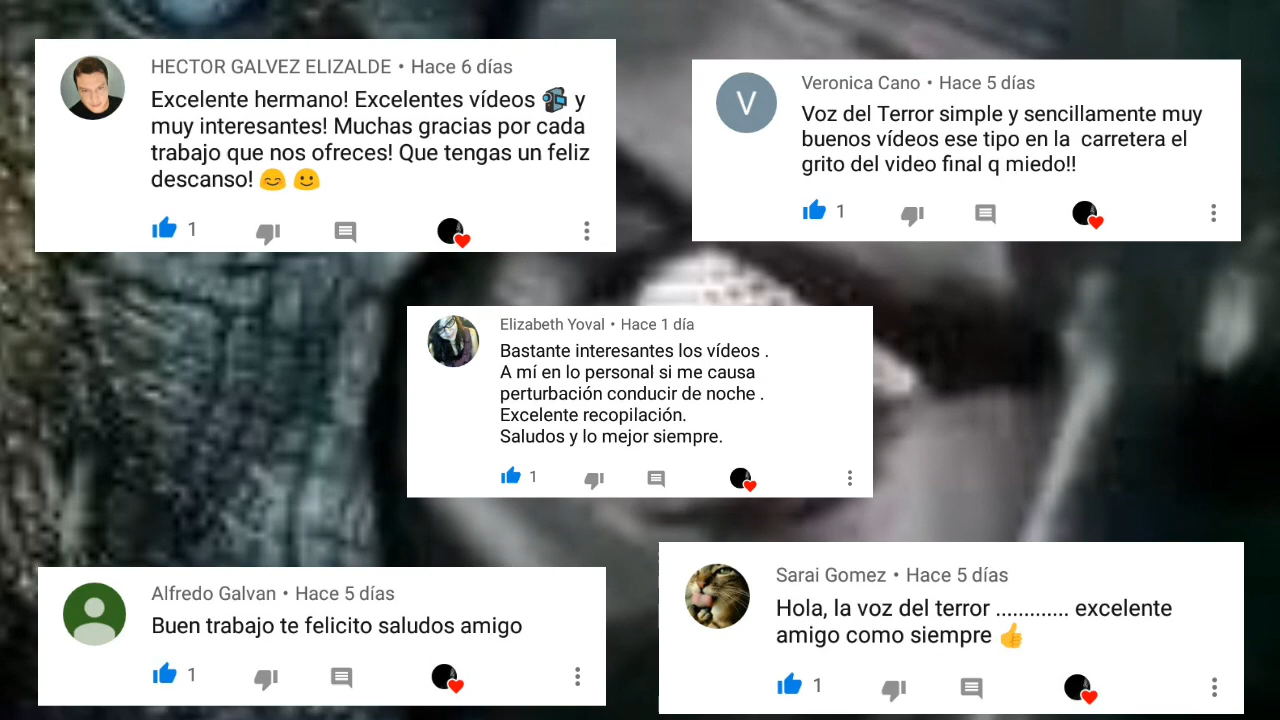 HECTOR GALVEZ ELIZALDE • Hace 6 días
Excelente hermano! Excelentes vídeos 📹 y
muy interesantes! Muchas gracias por cada
trabajo que nos ofreces! Que tengas un feliz
descanso! 😊 🙂
1
V
Veronica Cano • Hace 5 días
Voz del Terror simple y sencillamente muy
buenos vídeos ese tipo en la  carretera el
grito del video final q miedo!!
1
Elizabeth Yoval • Hace 1 día
Bastante interesantes los vídeos .
A mí en lo personal si me causa
perturbación conducir de noche .
Excelente recopilación.
Saludos y lo mejor siempre.
1
Alfredo Galvan • Hace 5 días
Buen trabajo te felicito saludos amigo
1
Sarai Gomez • Hace 5 días
Hola, la voz del terror ............. excelente
amigo como siempre 👍
1